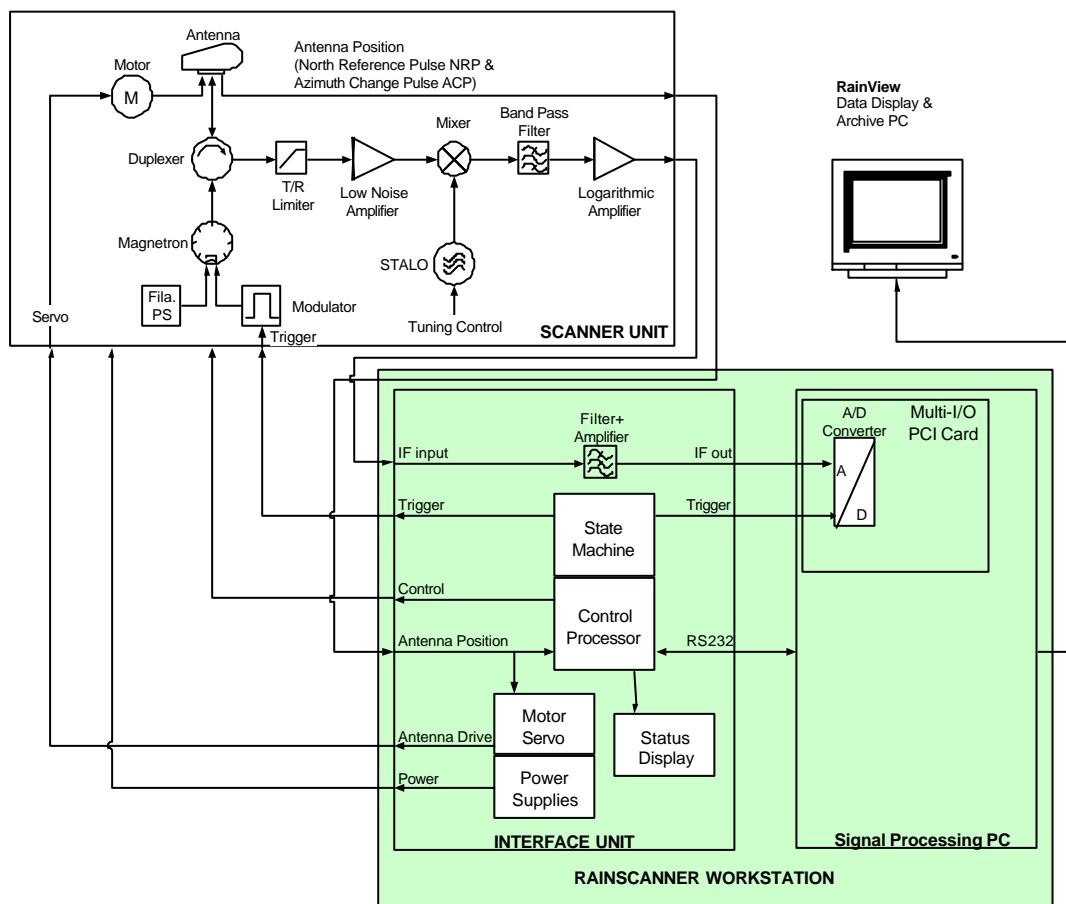 Antenna
Motor
M
Antenna Position
(North Reference Pulse NRP &
Azimuth Change Pulse ACP)
RainView
Data Display &
Archive PC
Duplexer
T/R
Limiter
Low Noise
Amplifier
Mixer
Band Pass
Filter
Logarithmic
Amplifier
Magnetron
STALO
Fila.
PS
Modulator
Servo
Trigger
Tuning Control
SCANNER UNIT
Filter+
Amplifier
A/D
Converter
Multi-I/O
PCI Card
IF input
IF out
A
D
Trigger
State
Machine
Trigger
Control
Control
Processor
Antenna Position
RS232
Motor
Servo
Status
Display
Antenna Drive
Power
Power
Supplies
INTERFACE UNIT
Signal Processing PC
RAINSCANNER WORKSTATION